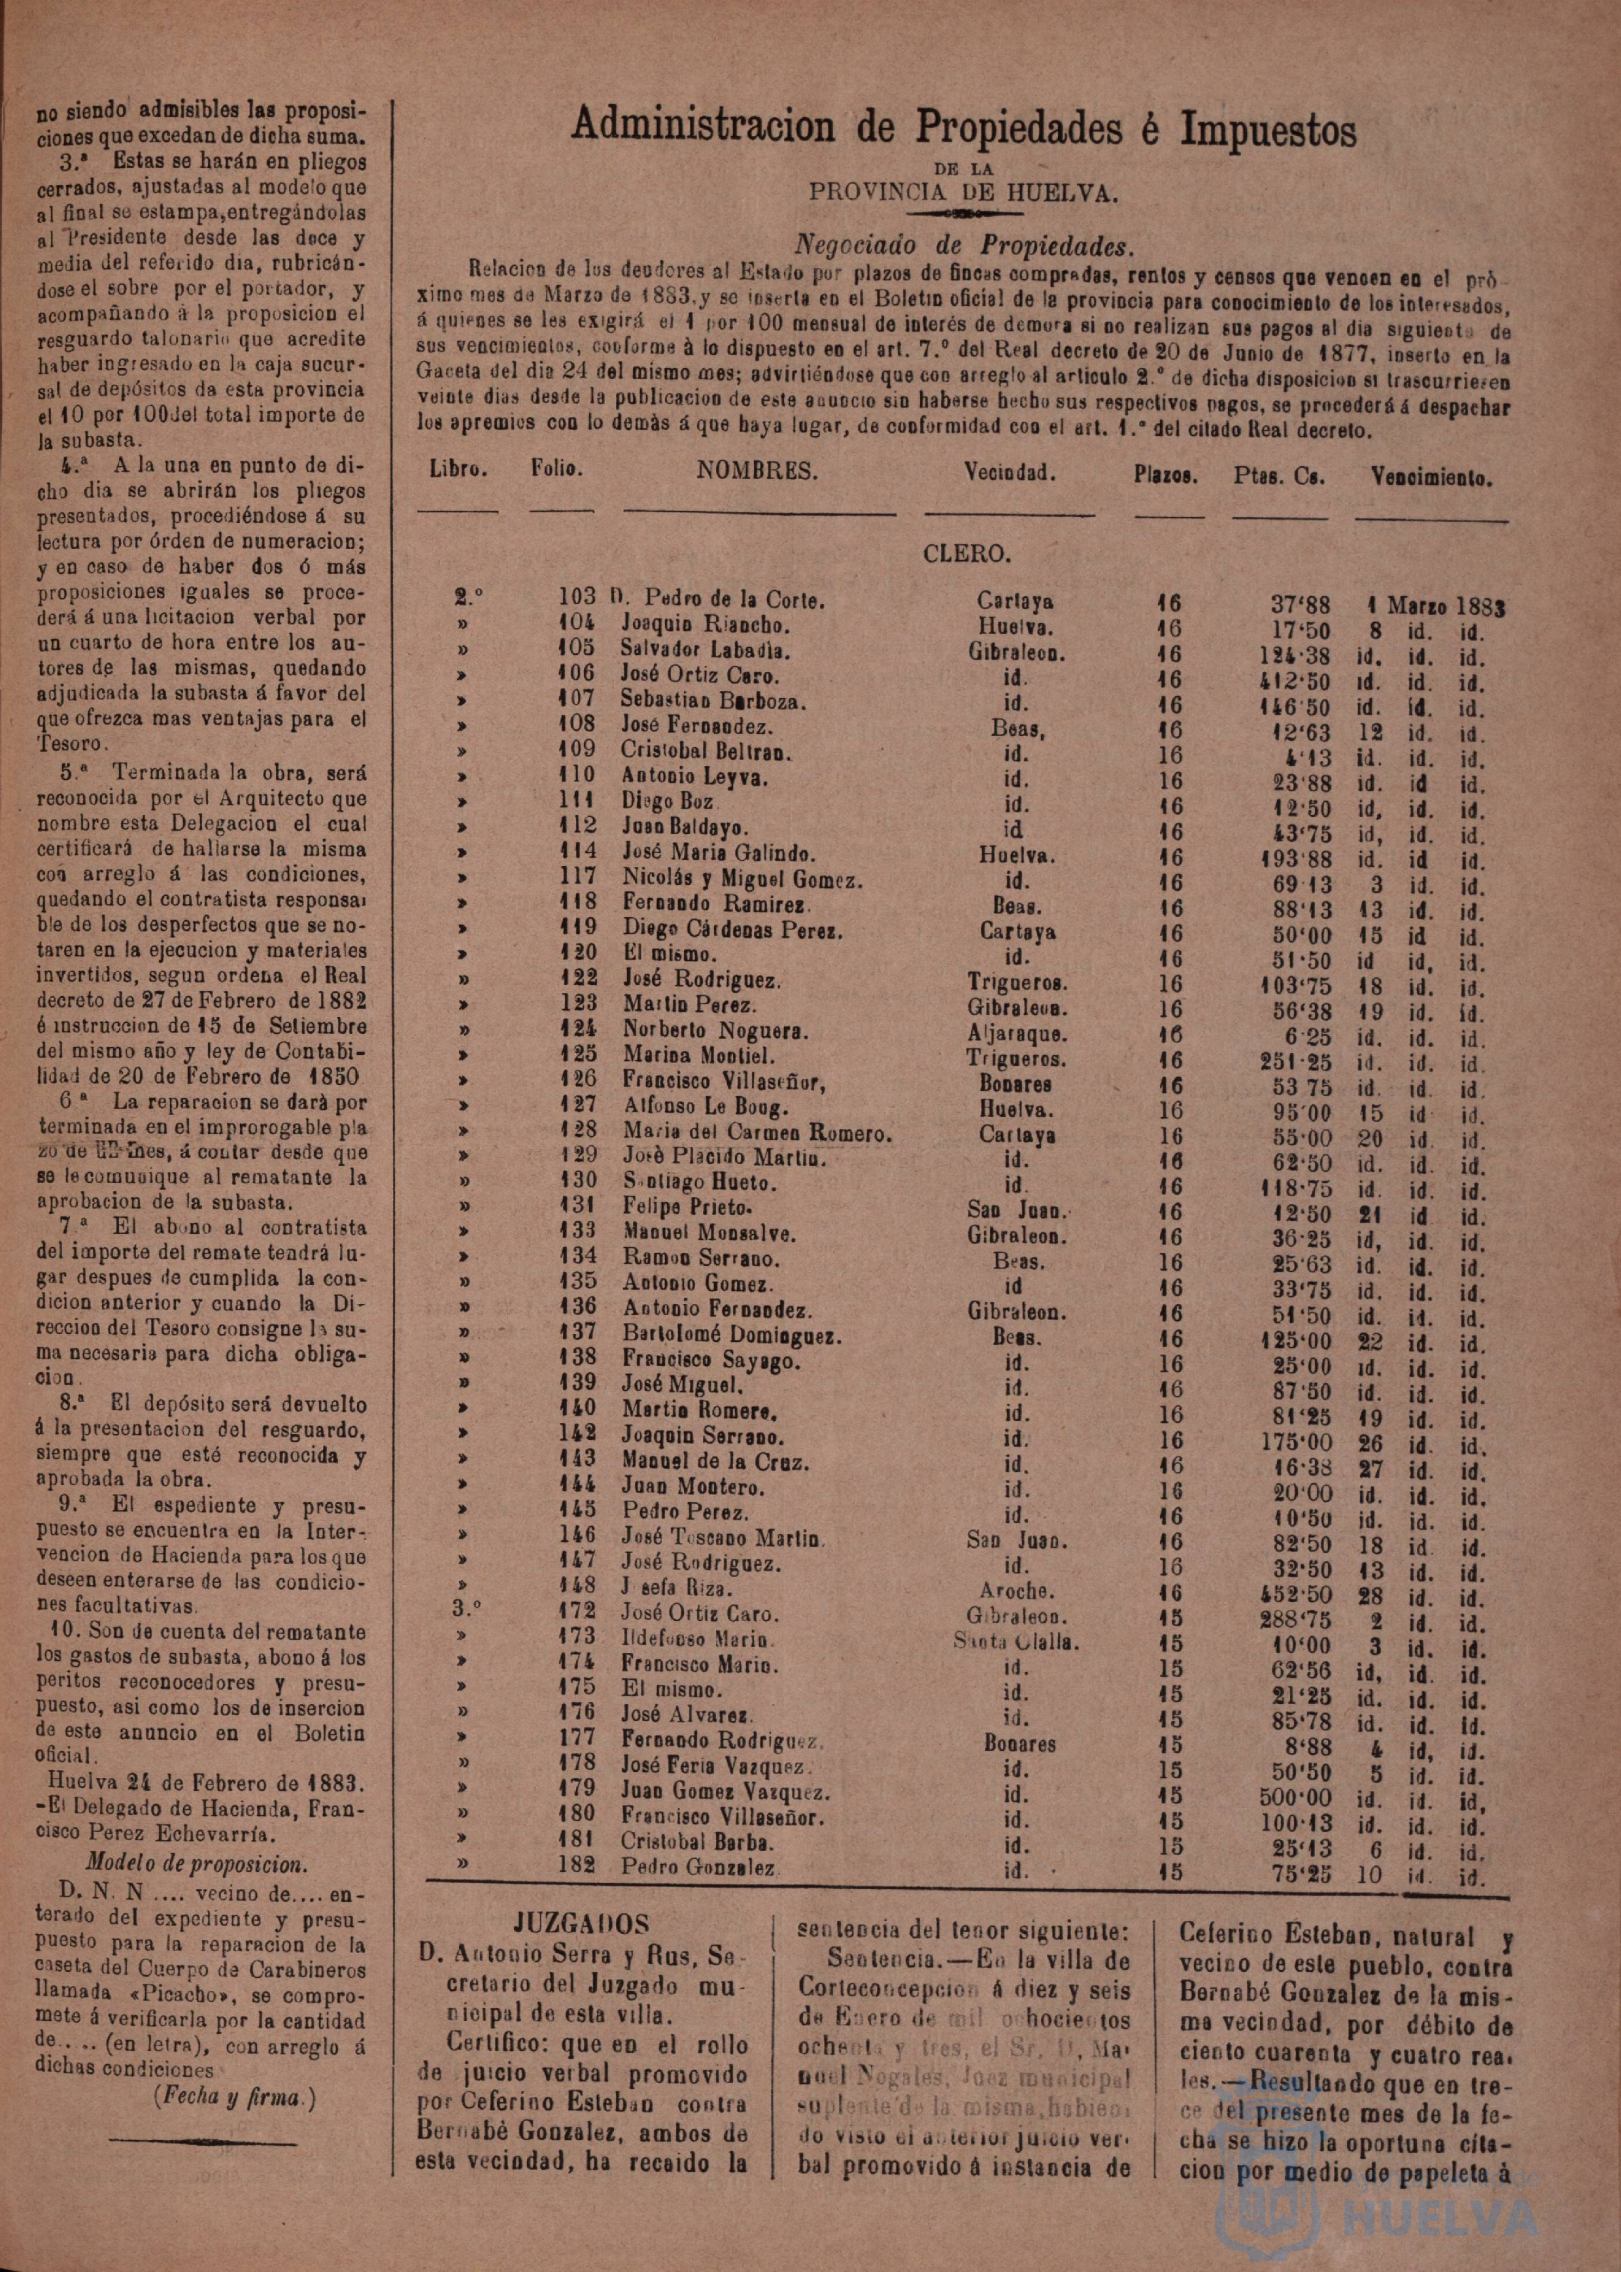 no siendo admisibles las proposi-
ciones que excedan de dicha suma.
3.ª Estas se harán en pliegos
cerrados, ajustadas al modelo que
al final se estampa,entregándolas
al Presidente desde las doce y
media del referido dia, rubricán-
dose el sobre por el portador, y
acompañando á la proposicion el
resguardo talonario que acredite
haber ingresado en la caja sucur-
sal de depósitos da esta provincia
el 10 por 100 del total importe de
la subasta.
4.ª A la una en punto de di-
cho dia se abrirán los pliegos
presentados, procediéndose á su
lectura por órden de numeracion;
y en caso de haber dos ó más
proposiciones iguales se proce-
derá á una licitacion verbal por
un cuarto de hora entre los au-
tores de las mismas, quedando
adjudicada la subasta á favor del
que ofrezca mas ventajas para el
Tesoro.
5.ª Terminada la obra, será
reconocida por el Arquitecto que
nombre esta Delegacion el cual
certificará de hallarse la misma
con arreglo á las condiciones,
quedando el contratista responsa
ble de los desperfectos que se no-
taren en la ejecucion y materiales
invertidos, segun ordena el Real
decreto de 27 de Febrero de 1882
é instruccion de 15 de Setiembre
del mismo año y ley de Contabi-
lidad de 20 de Febrero de 1850
6.ª La reparacion se dará por
terminada en el improrogable pla
zo de mes, á contar desde que
se le comunique al rematante la
aprobacion de la subasta.
7.ª El abono al contratista
del importe del remate tendrá lu-
gar despues de cumplida la con-
dicion anterior y cuando la Di-
reccion del Tesoro consigne la su-
ma necesaria para dicha obliga-
cion.
8.ª El depósito será devuelto
á la presentacion del resguardo,
siempre que esté reconocida y
aprobada la obra.
9.ª El espediente y presu-
puesto se encuentra en la Inter-
vencion de Hacienda para los que
deseen enterarse de las condicio-
nes facultativas.
10. Son de cuenta del rematante
los gastos de subasta, abono á los
peritos reconocedores y presu-
puesto, asi como los de insercion
de este anuncio en el Boletin
oficial.
Huelva 24 de Febrero de 1883.
-El Delegado de Hacienda, Fran-
cisco Perez Echevarría.
Modelo de proposicion.
D. N. N .... vecino de.... en-
terado del expediente y presu-
puesto para la reparacion de la
caseta del Cuerpo de Carabineros
llamada «Picacho», se compro-
mete á verificarla por la cantidad
de.. .. (en letra), con arreglo á
dichas condiciones
(Fecha y firma.)
Administracion de Propiedades é Impuestos
DE LA
PROVINCIA DE HUELVA.
Negociado de Propiedades.
Relacion de los deudores al Estado por plazos de fincas compradas, rentos y censos que vencen en el pró-
ximo mes de Marzo de 1883, y se inserta en el Boletin oficial de la provincia para conocimiento de los interesados,
á quienes se les exigirá el 1 por 100 mensual de interés de demora si no realizan sus pagos al dia siguiente de
sus vencimientos, conforme à lo dispuesto en el art. 7.º del Real decreto de 20 de Junio de 1877, inserto en la
Gaceta del dia 24 del mismo mes; advirtiéndose que con arreglo al articulo 2.º de dicha disposicion si trascurriesen
veinte dias desde la publicacion de este anuncio sin haberse hecho sus respectivos pagos, se procederá á despachar
los apremios con lo demàs á que haya lugar, de conformidad con el art. 1.º del citado Real decreto.
Libro. Folio. NOMBRES. Vecindad. Plazos. Ptas. Cs. Vencimiento.
CLERO.
2.º 103 D. Pedro de la Corte. Cartaya 16 37'88 1 Marzo 1883
» 104 Joaquin Riancho. Huelva. 16 17'50 8 id. id.
» 105 Salvador Labadia. Gibraleon. 16 124'38 id. id. id.
» 106 José Ortiz Caro. id. 16 412'50 id. id. id.
» 107 Sebastian Barboza. id. 16 146'50 id. id. id.
» 108 José Fernandez. Beas, 16 12'63 12 id. id.
» 109 Cristobal Beltran. id. 16 4'13 id. id. id.
» 110 Antonio Leyva. id. 16 23'88 id. id id.
» 111 Diego Boz. id. 16 12'50 id, id. id.
» 112 Juan Baldayo. id 16 43'75 id, id. id.
» 114 José Maria Galindo. Huelva. 16 193'88 id. id id.
» 117 Nicolás y Miguel Gomez. id. 16 69'13 3 id. id.
» 118 Fernando Ramirez. Beas. 16 88'13 13 id. id.
» 119 Diego Cárdenas Perez. Cartaya 16 50'00 15 id id.
» 120 El mismo. id. 16 51'50 id id, id.
» 122 José Rodriguez. Trigueros. 16 103'75 18 id. id.
» 123 Martin Perez. Gibraleon. 16 56'38 19 id. id.
» 124 Norberto Noguera. Aljaraque. 16 6'25 id. id. id.
» 125 Marina Montiel. Trigueros. 16 251'25 id. id. id.
» 126 Francisco Villaseñor, Bonares 16 53 75 id. id. id.
» 127 Alfonso Le Boug. Huelva. 16 95'00 15 id id.
» 128 Maria del Carmen Romero. Cartaya 16 55'00 20 id. id.
» 129 José Placido Martin. id. 16 62'50 id. id. id.
» 130 Santiago Hueto. id. 16 118'75 id. id. id.
» 131 Felipe Prieto. San Juan. 16 12'50 21 id id.
» 133 Manuel Monsalve. Gibraleon. 16 36'25 id, id. id.
» 134 Ramon Serrano. Beas. 16 25'63 id. id. id.
» 135 Antonio Gomez. id 16 33'75 id. id. id.
» 136 Antonio Fernandez. Gibraleon. 16 51'50 id. id. id.
» 137 Bartolomé Dominguez. Beas. 16 125'00 22 id. id.
» 138 Francisco Sayago. id. 16 25'00 id. id. id.
» 139 José Miguel. id. 16 87'50 id. id. id.
» 140 Martin Romero. id. 16 81'25 19 id. id.
» 142 Joaquin Serrano. id. 16 175'00 26 id. id.
» 143 Manuel de la Cruz. id. 16 16'38 27 id. id.
» 144 Juan Montero. id. 16 20'00 id. id. id.
» 145 Pedro Perez. id. 16 10'50 id. id. id.
» 146 José Toscano Martin. San Juan. 16 82'50 18 id. id.
» 147 José Rodriguez. id. 16 32'50 13 id. id.
» 148 J sefa Riza. Aroche. 16 452'50 28 id. id.
3.º 172 José Ortiz Caro. Gibraleon. 15 288'75 2 id. id.
» 173 Ildefonso Marin. Santa Olalla. 15 10'00 3 id. id.
» 174 Francisco Marin. id. 15 62'56 id, id. id.
» 175 El mismo. id. 15 21'25 id. id. id.
» 176 José Alvarez. id. 15 85'78 id. id. id.
» 177 Fernando Rodriguez. Bonares 15 8'88 4 id, id.
» 178 José Feria Vazquez. id. 15 50'50 5 id. id.
» 179 Juan Gomez Vazquez. id. 15 500'00 id. id. id,
» 180 Francisco Villaseñor. id. 15 100'13 id. id. id.
» 181 Cristobal Barba. id. 15 25'13 6 id. id.
» 182 Pedro Gonzalez. id. 15 75'25 10 id. id.
JUZGADOS
D. Antonio Serra y Rus, Se-
cretario del Juzgado mu-
nicipal de esta villa.
Certifico: que en el rollo
de juicio verbal promovido
por Ceferino Esteban contra
Bernabé Gonzalez, ambos de
esta vecindad, ha recaido la
sentencia del tenor siguiente:
Sentencia.—En la villa de
Corteconcepcion á diez y seis
de Enero de mil ochocientos
ochenta y tres, el Sr. D, Ma-
nuel Nogales, Juez municipal
suplente de la misma, habien-
do visto el anterior juicio ver-
bal promovido á instancia de
Ceferino Esteban, natural y
vecino de este pueblo, contra
Bernabé Gonzalez de la mis-
ma vecindad, por débito de
ciento cuarenta y cuatro rea-
les.—Resultando que en tre-
ce del presente mes de la fe-
cha se hizo la oportuna cita-
cion por medio de papeleta à
HUELVA